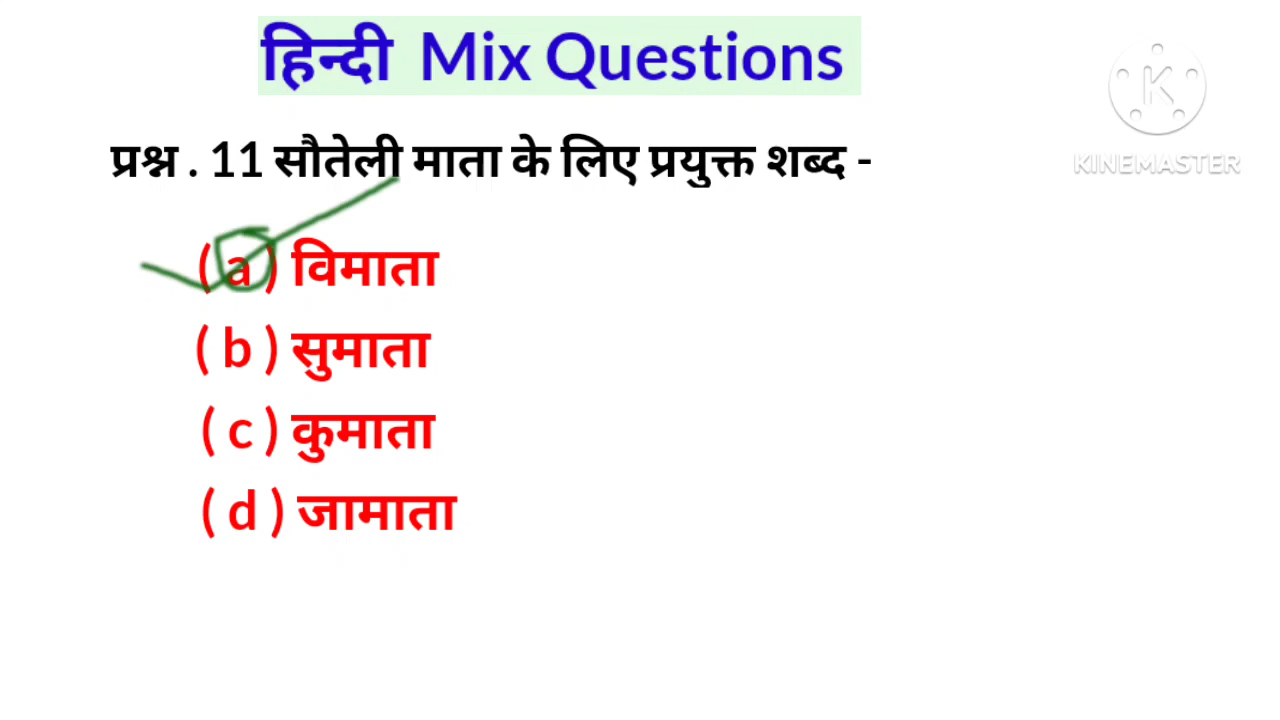 हिन्दी Mix Questions
K
KINEMASTER
प्रश्न . 11 सौतेली माता के लिए प्रयुक्त शब्द -
( a ) विमाता
( b ) सुमाता
( c ) कुमाता
( d ) जामाता